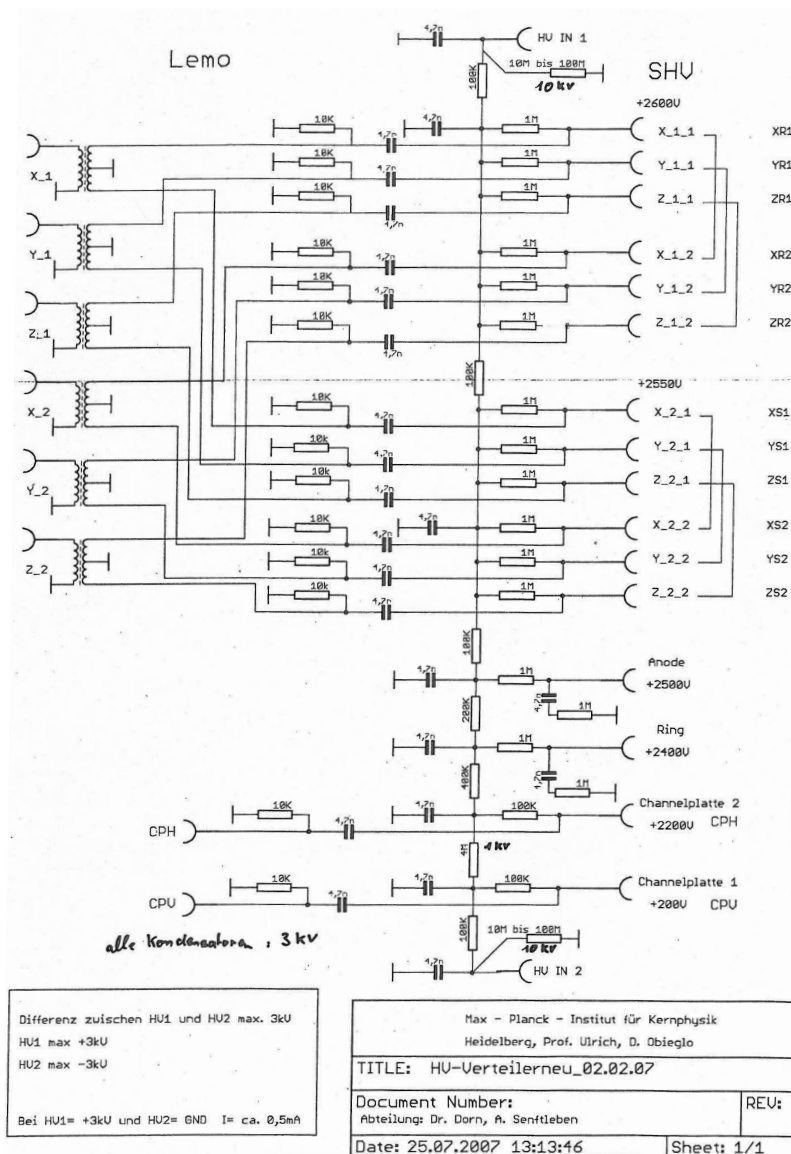 Lemo
4,7n
HV IN 1
10M bis 100M
10 kv
100K
SHV
+2600V
10K
4,7n
4,7n
1M
X_1_1
XR1
X_1
10K
4,7n
1M
Y_1_1
YR1
10K
4,7n
1M
Z_1_1
ZR1
Y_1
10K
4,7n
1M
X_1_2
XR2
10K
4,7n
1M
Y_1_2
YR2
Z_1
10K
4,7n
1M
Z_1_2
ZR2
100K
+2550V
X_2
10K
4,7n
1M
X_2_1
XS1
10k
4,7n
1M
Y_2_1
YS1
Y_2
10k
4,7n
1M
Z_2_1
ZS1
10K
4,7n
4,7n
1M
X_2_2
XS2
Z_2
10k
4,7n
1M
Y_2_2
YS2
10k
4,7n
1M
Z_2_2
ZS2
100K
Anode
4,7n
1M
+2500V
4,7n
1M
200K
Ring
4,7n
1M
+2400V
4,7n
1M
400K
10K
4,7n
4,7n
100K
Channelplatte 2
CPH
+2200V CPH
4M
1 kv
10K
4,7n
4,7n
100K
Channelplatte 1
CPV
+200V CPV
100K
10M bis 100M
10 kv
alle Kondensatoren : 3 kv
4,7n
HV IN 2
Differenz zwischen HV1 und HV2 max. 3kV
HV1 max +3kV
HV2 max -3kV
Bei HV1= +3kV und HV2= GND I= ca. 0,5mA
Max - Planck - Institut für Kernphysik
Heidelberg, Prof. Ulrich, D. Obieglo
TITLE: HV-Verteilerneu_02.02.07
Document Number:
REV:
Abteilung: Dr. Dorn, A. Senftleben
Date: 25.07.2007 13:13:46
Sheet: 1/1